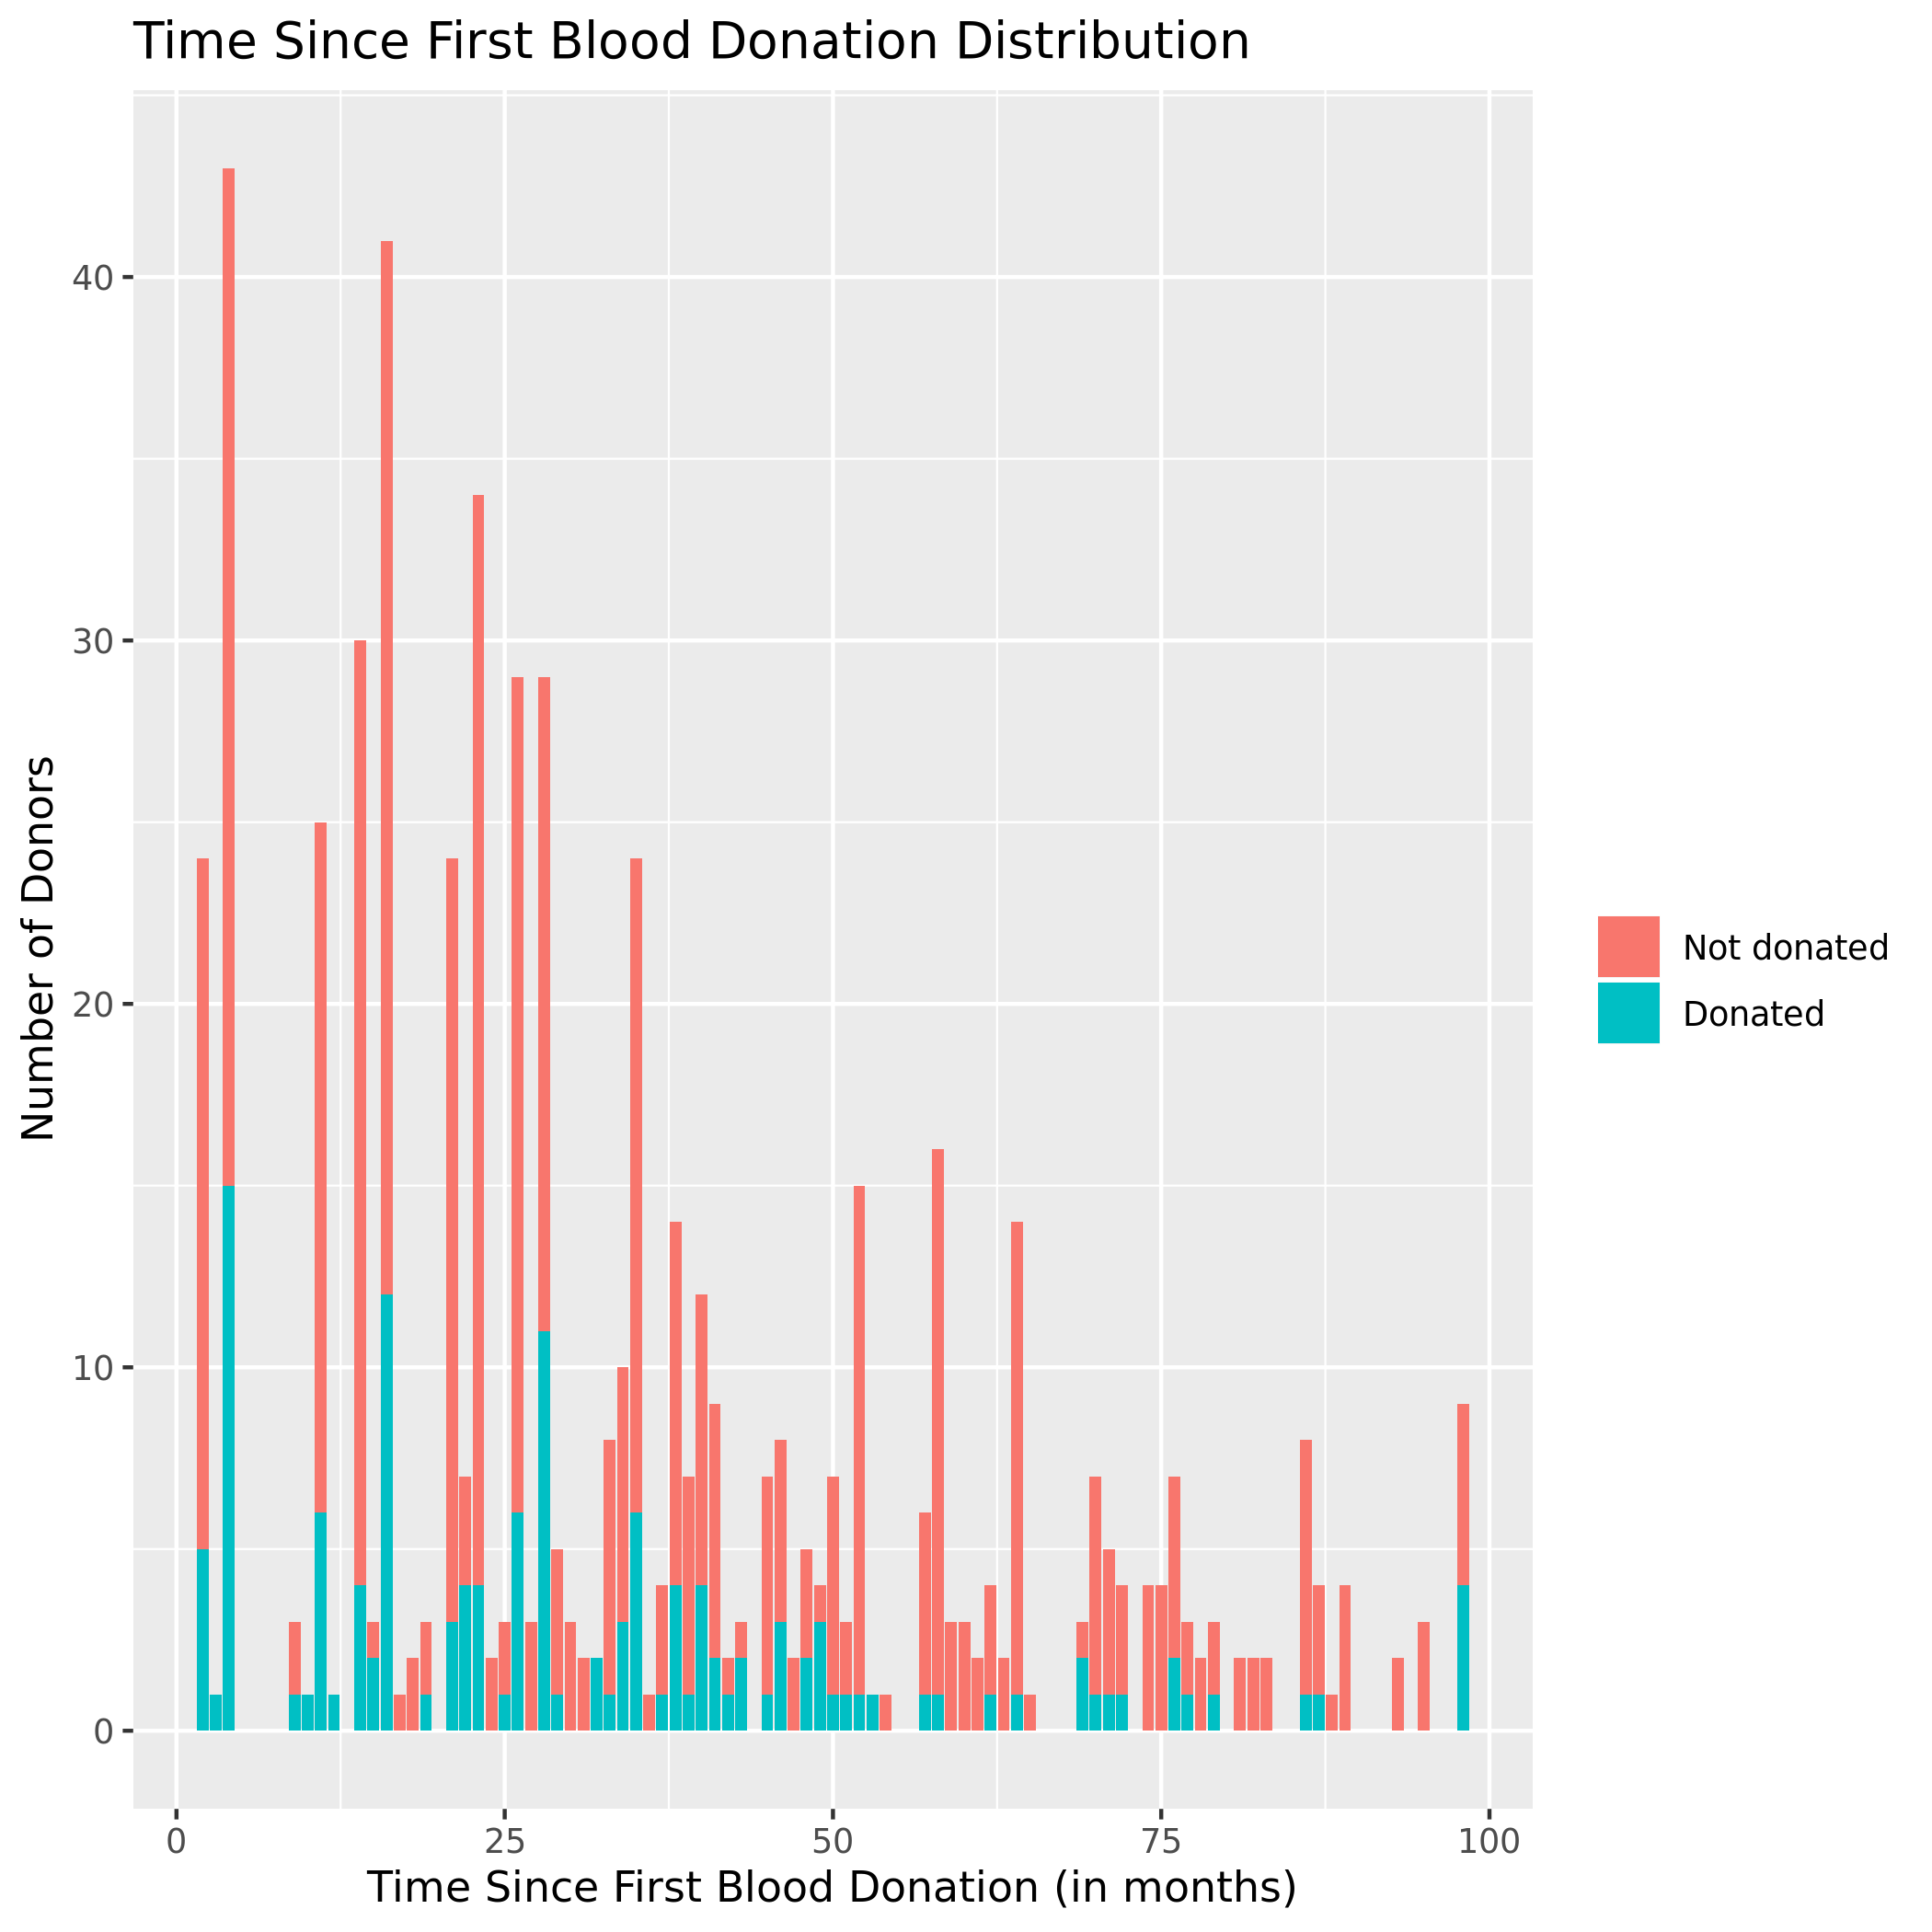 Time Since First Blood Donation Distribution
Number of Donors
40
30
20
10
0
0 25 50 75 100
Time Since First Blood Donation (in months)
Not donated
Donated